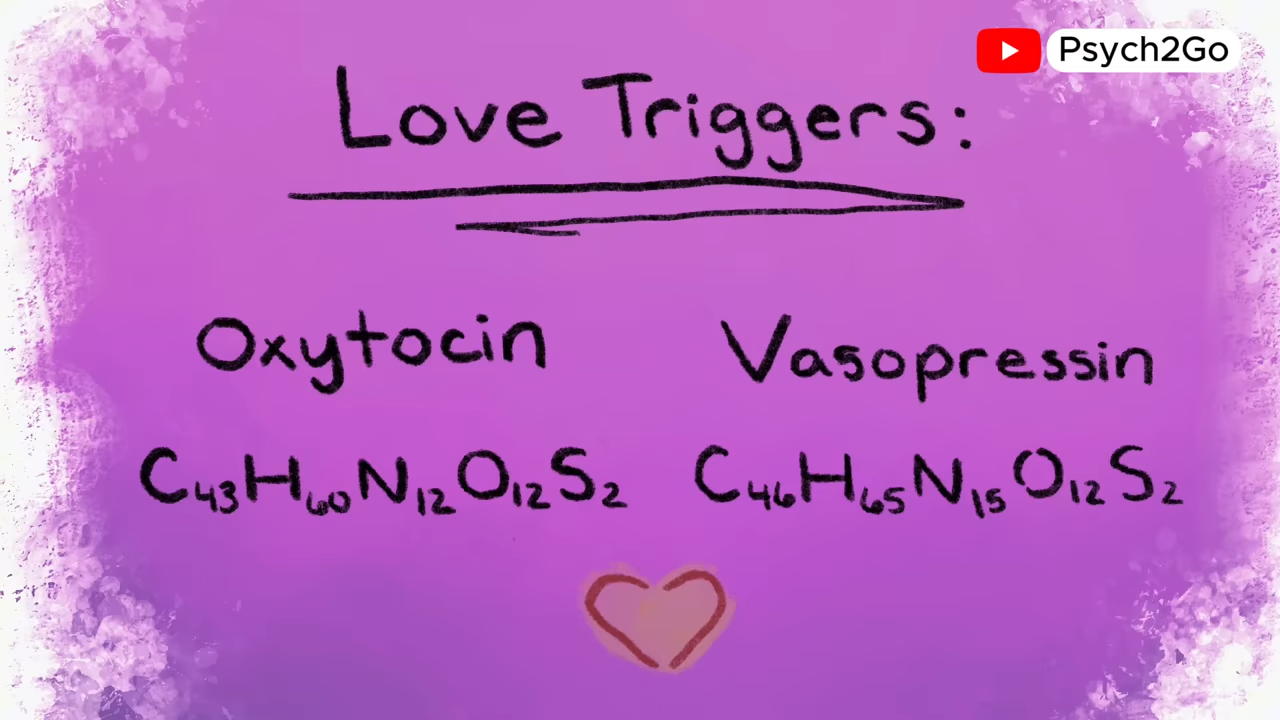 Psych2Go
Love Triggers:
Oxytocin Vasopressin
C₄₃H₆₀N₁₂O₁₂S₂ C₄₆H₆₅N₁₅O₁₂S₂